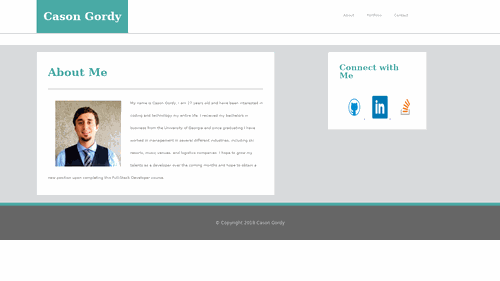 Cason Gordy
About Portfolio Contact
About Me
Connect with
Me
My name is Cason Gordy. I am 27 years old and have been interested in
coding and technology my entire life. I received my bachelors in
business from the University of Georgia and since graduating I have
worked in management in several different industries, including ski
resorts, music venues, and logistics companies. I hope to grow my
talents as a developer over the coming months and hope to obtain a
new position upon completing this Full-Stack Developer course.
© Copyright 2019 Cason Gordy